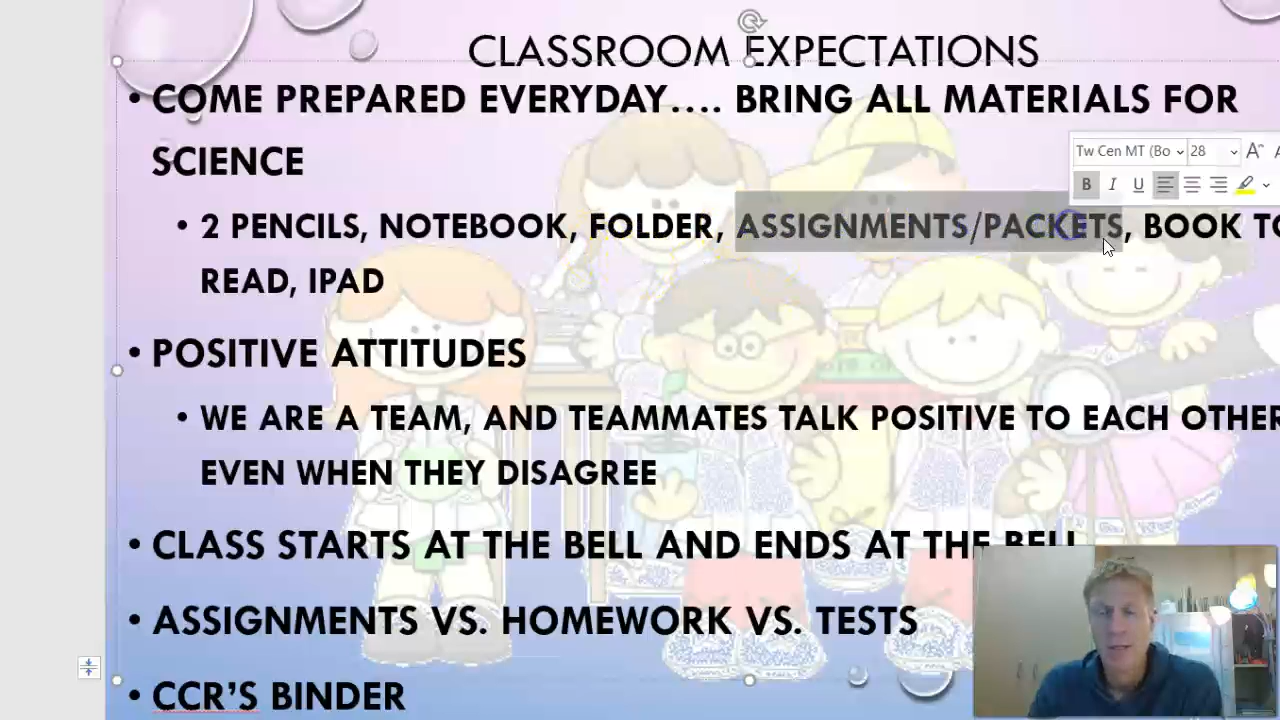 CLASSROOM EXPECTATIONS
• COME PREPARED EVERYDAY.... BRING ALL MATERIALS FOR
SCIENCE
Tw Cen MT (Bo 28 A
B I U
• 2 PENCILS, NOTEBOOK, FOLDER, ASSIGNMENTS/PACKETS, BOOK TO
READ, IPAD
• POSITIVE ATTITUDES
• WE ARE A TEAM, AND TEAMMATES TALK POSITIVE TO EACH OTHER
EVEN WHEN THEY DISAGREE
• CLASS STARTS AT THE BELL AND ENDS AT THE BELL
• ASSIGNMENTS VS. HOMEWORK VS. TESTS
• CCR'S BINDER